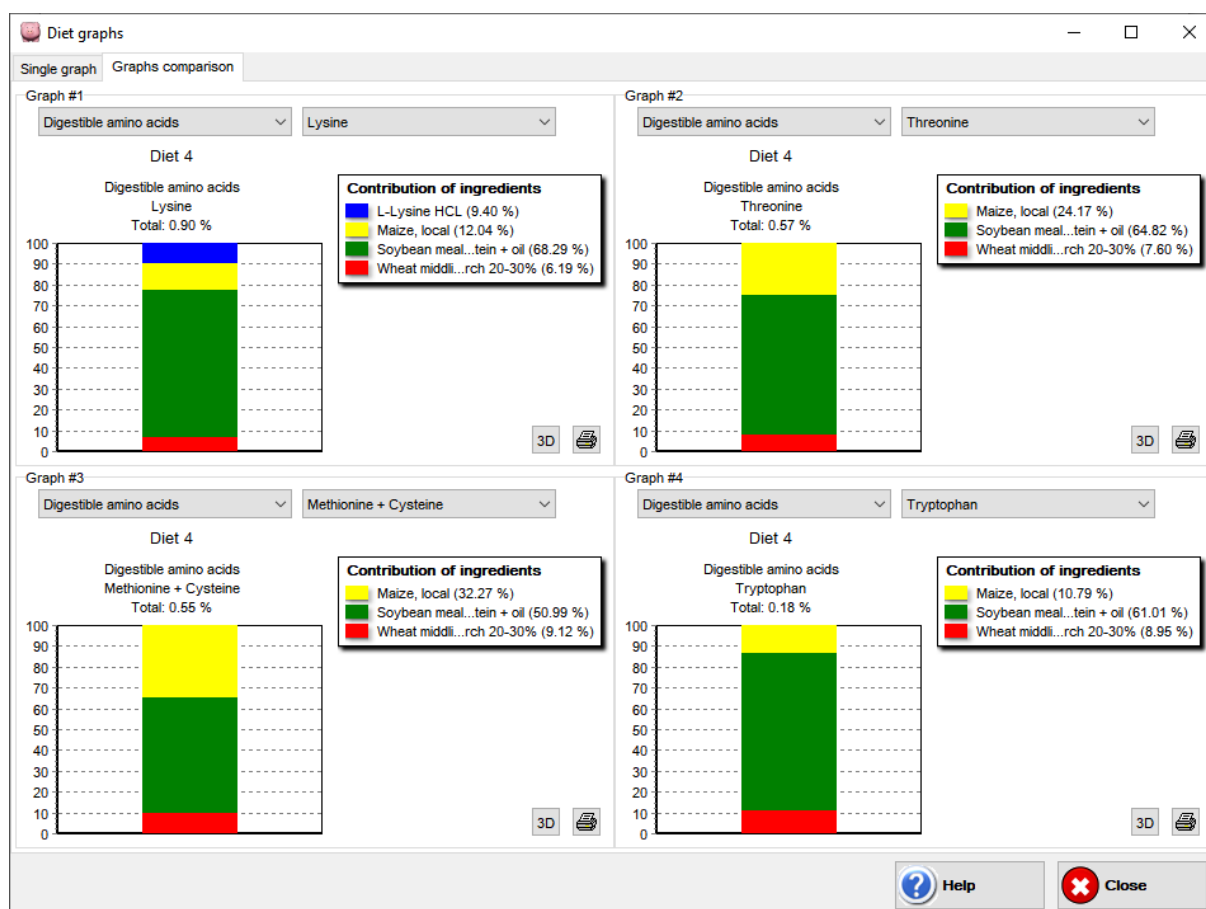 Diet graphs
Single graph Graphs comparison
Graph #1
Digestible amino acids Lysine
Diet 4
Digestible amino acids
Lysine
Total: 0.90 %
Contribution of ingredients
L-Lysine HCL (9.40 %)
Maize, local (12.04 %)
Soybean meal...tein + oil (68.29 %)
Wheat middli...rch 20-30% (6.19 %)
100
90
80
70
60
50
40
30
20
10
0
3D
Graph #2
Digestible amino acids Threonine
Diet 4
Digestible amino acids
Threonine
Total: 0.57 %
Contribution of ingredients
Maize, local (24.17 %)
Soybean meal...tein + oil (64.82 %)
Wheat middli...rch 20-30% (7.60 %)
100
90
80
70
60
50
40
30
20
10
0
3D
Graph #3
Digestible amino acids Methionine + Cysteine
Diet 4
Digestible amino acids
Methionine + Cysteine
Total: 0.55 %
Contribution of ingredients
Maize, local (32.27 %)
Soybean meal...tein + oil (50.99 %)
Wheat middli...rch 20-30% (9.12 %)
100
90
80
70
60
50
40
30
20
10
0
3D
Graph #4
Digestible amino acids Tryptophan
Diet 4
Digestible amino acids
Tryptophan
Total: 0.18 %
Contribution of ingredients
Maize, local (10.79 %)
Soybean meal...tein + oil (61.01 %)
Wheat middli...rch 20-30% (8.95 %)
100
90
80
70
60
50
40
30
20
10
0
3D
Help Close